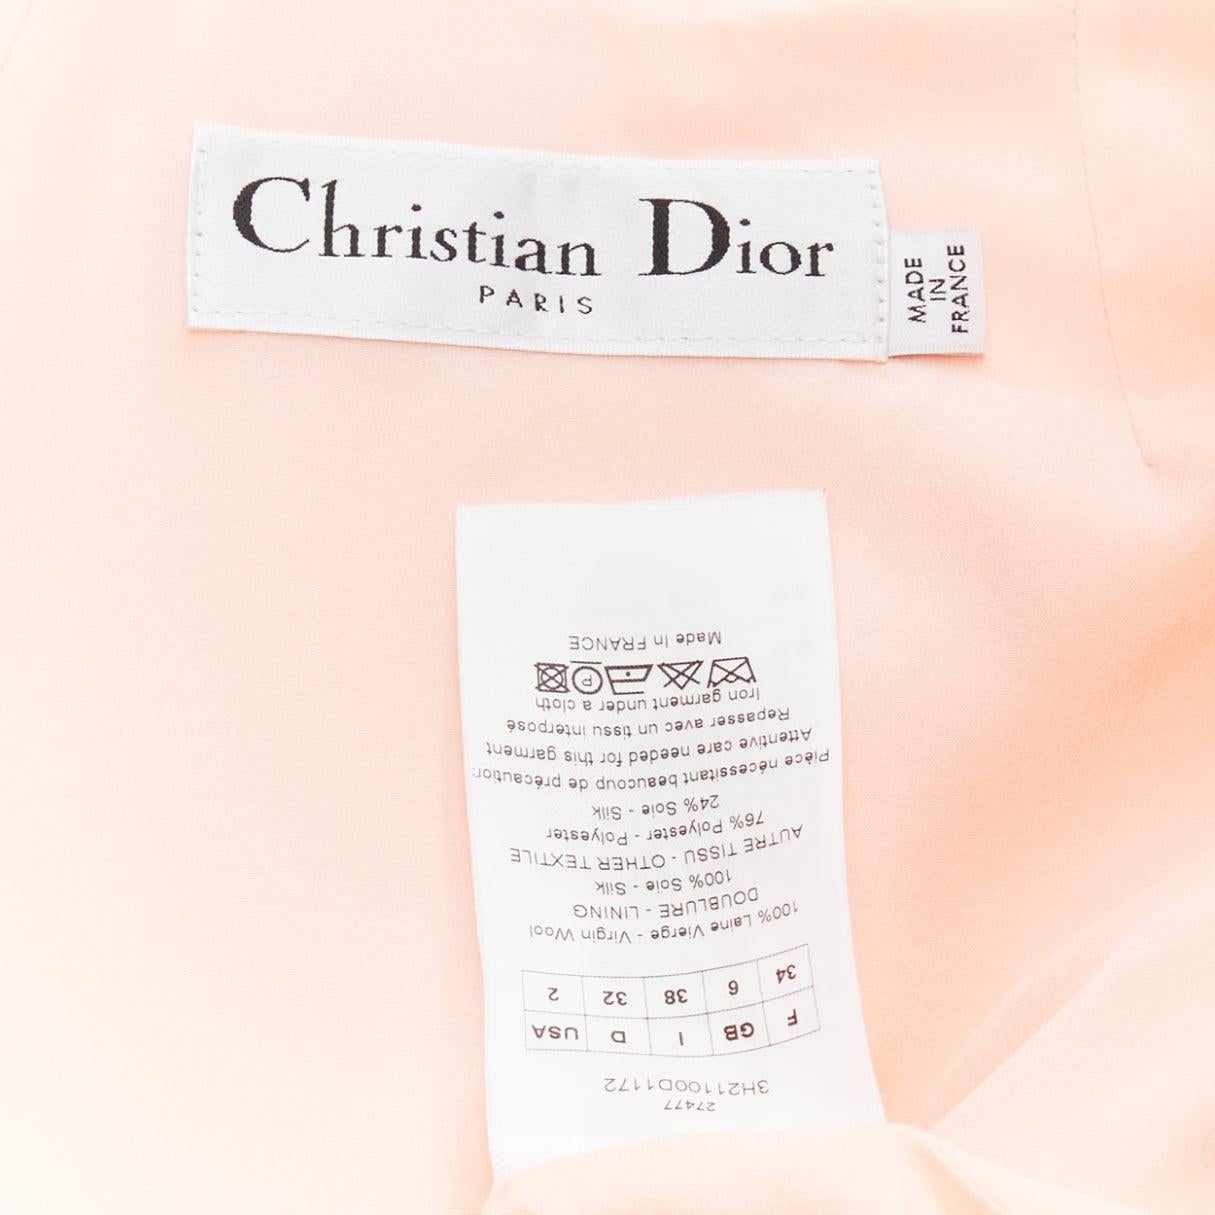 Christian Dior
PARIS
MADE
IN
FRANCE
27477
3H21100D1172
F GB I D USA
34 6 38 32 2
100% Laine Vierge - Virgin Wool
DOUBLURE - LINING
100% Soie - Silk
AUTRE TISSU - OTHER TEXTILE
76% Polyester - Polyester
24% Soie - Silk
Pièce nécessitant beaucoup de précaution:
Attentive care needed for this garment
Repasser avec un tissu interposé
Iron garment under a cloth
P
Made In FRANCE